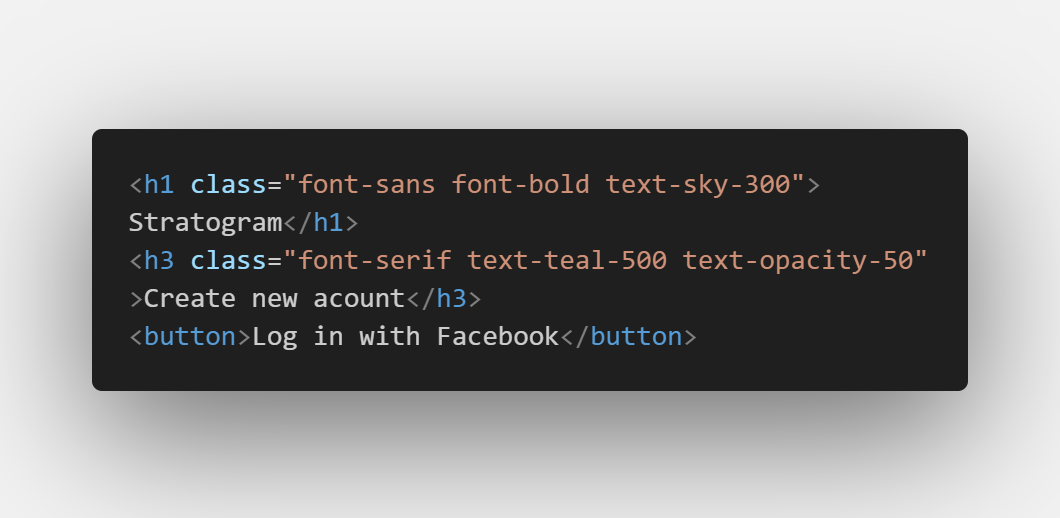 <h1 class="font-sans font-bold text-sky-300">
Stratogram</h1>
<h3 class="font-serif text-teal-500 text-opacity-50"
>Create new acount</h3>
<button>Log in with Facebook</button>